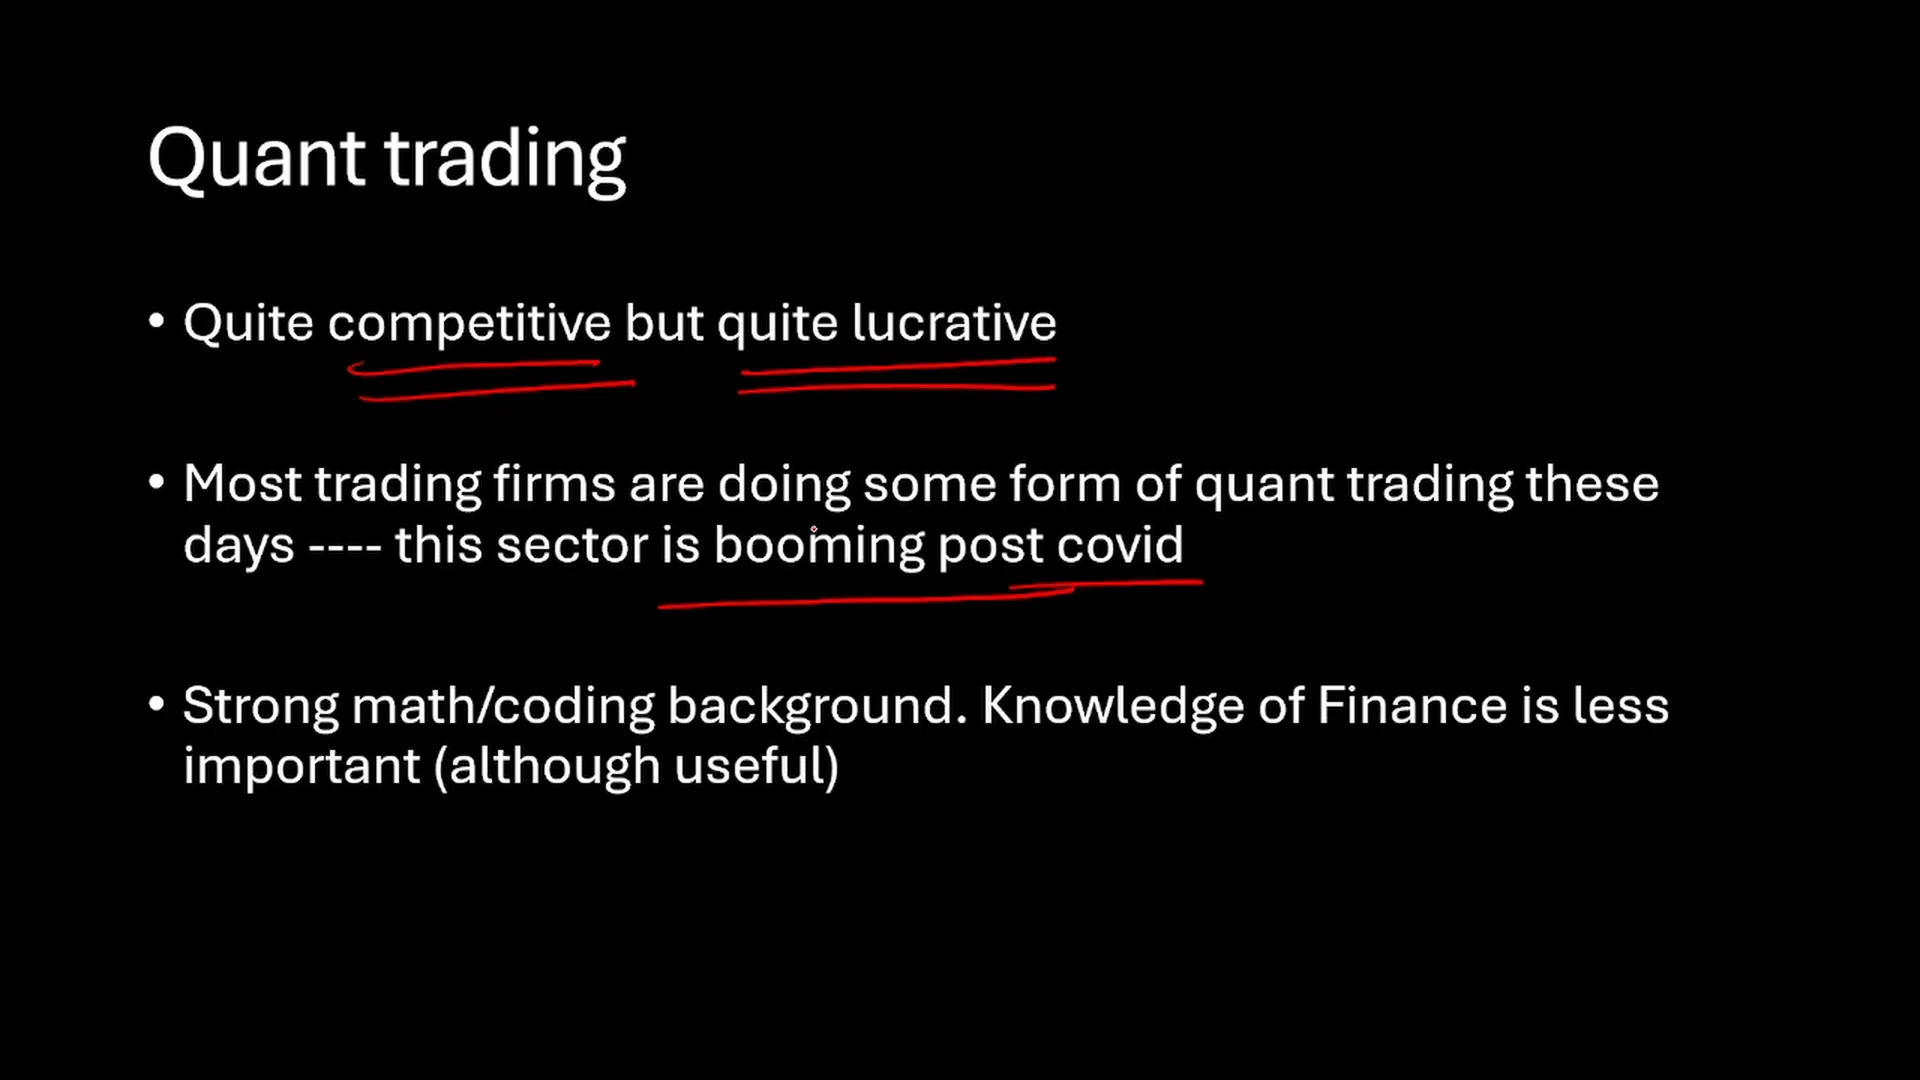 Quant trading
• Quite competitive but quite lucrative
• Most trading firms are doing some form of quant trading these
days ---- this sector is booming post covid
• Strong math/coding background. Knowledge of Finance is less
important (although useful)